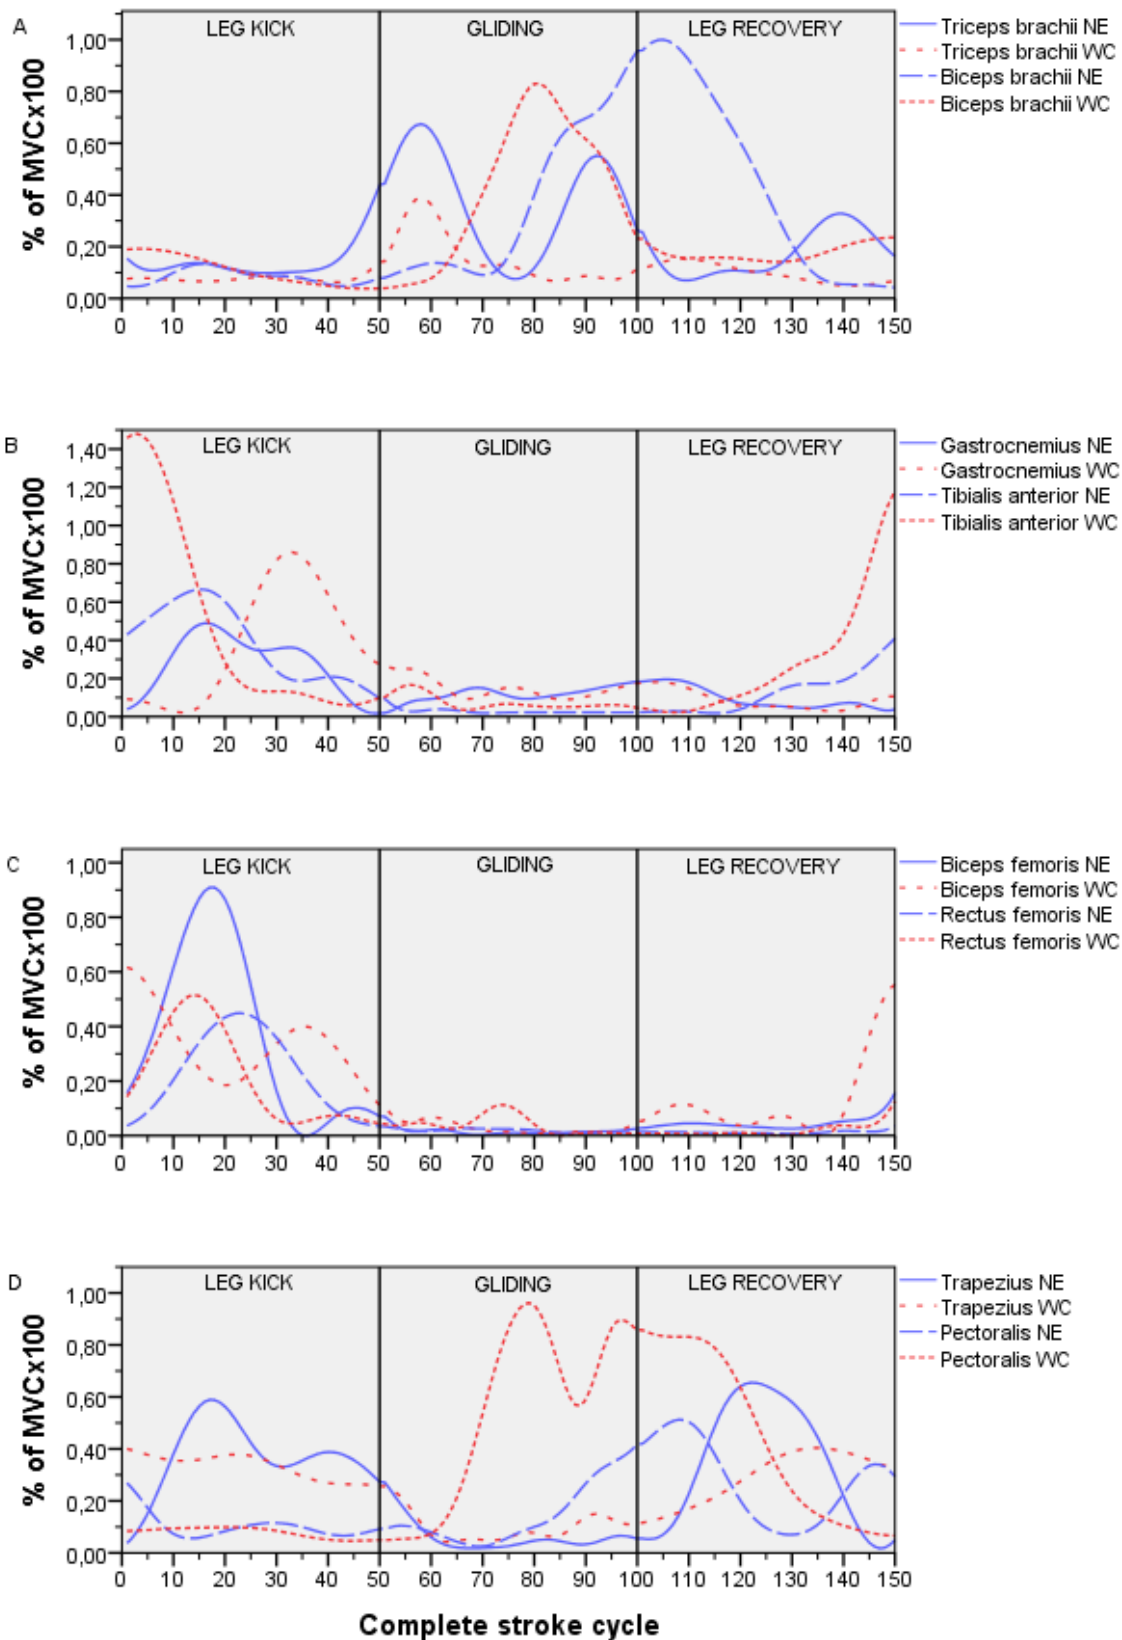 A
LEG KICK GLIDING LEG RECOVERY
% of MVCx100
1,00
0,80
0,60
0,40
0,20
0,00
0 10 20 30 40 50 60 70 80 90 100 110 120 130 140 150
Triceps brachii NE
Triceps brachii WC
Biceps brachii NE
Biceps brachii WC
B
LEG KICK GLIDING LEG RECOVERY
% of MVCx100
1,40
1,20
1,00
0,80
0,60
0,40
0,20
0,00
0 10 20 30 40 50 60 70 80 90 100 110 120 130 140 150
Gastrocnemius NE
Gastrocnemius WC
Tibialis anterior NE
Tibialis anterior WC
C
LEG KICK GLIDING LEG RECOVERY
% of MVCx100
1,00
0,80
0,60
0,40
0,20
0,00
0 10 20 30 40 50 60 70 80 90 100 110 120 130 140 150
Biceps femoris NE
Biceps femoris WC
Rectus femoris NE
Rectus femoris WC
D
LEG KICK GLIDING LEG RECOVERY
% of MVCx100
1,00
0,80
0,60
0,40
0,20
0,00
0 10 20 30 40 50 60 70 80 90 100 110 120 130 140 150
Trapezius NE
Trapezius WC
Pectoralis NE
Pectoralis WC
Complete stroke cycle